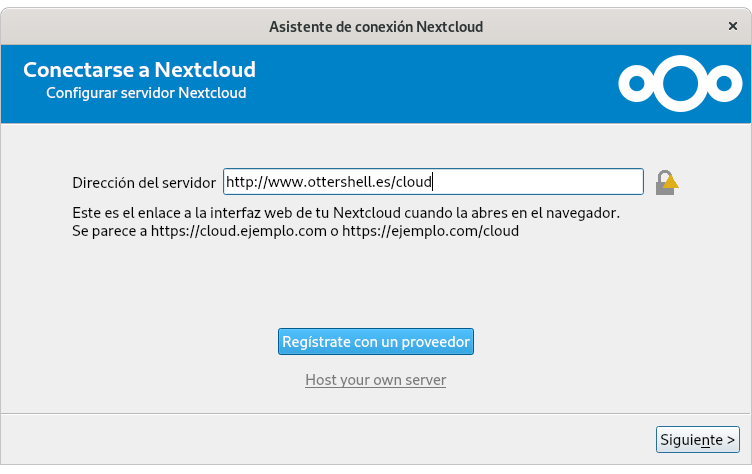 Asistente de conexión Nextcloud
Conectarse a Nextcloud
Configurar servidor Nextcloud
Dirección del servidor http://www.ottershell.es/cloud
Este es el enlace a la interfaz web de tu Nextcloud cuando la abres en el navegador.
Se parece a https://cloud.ejemplo.com o https://ejemplo.com/cloud
Regístrate con un proveedor
Host your own server
Siguiente >